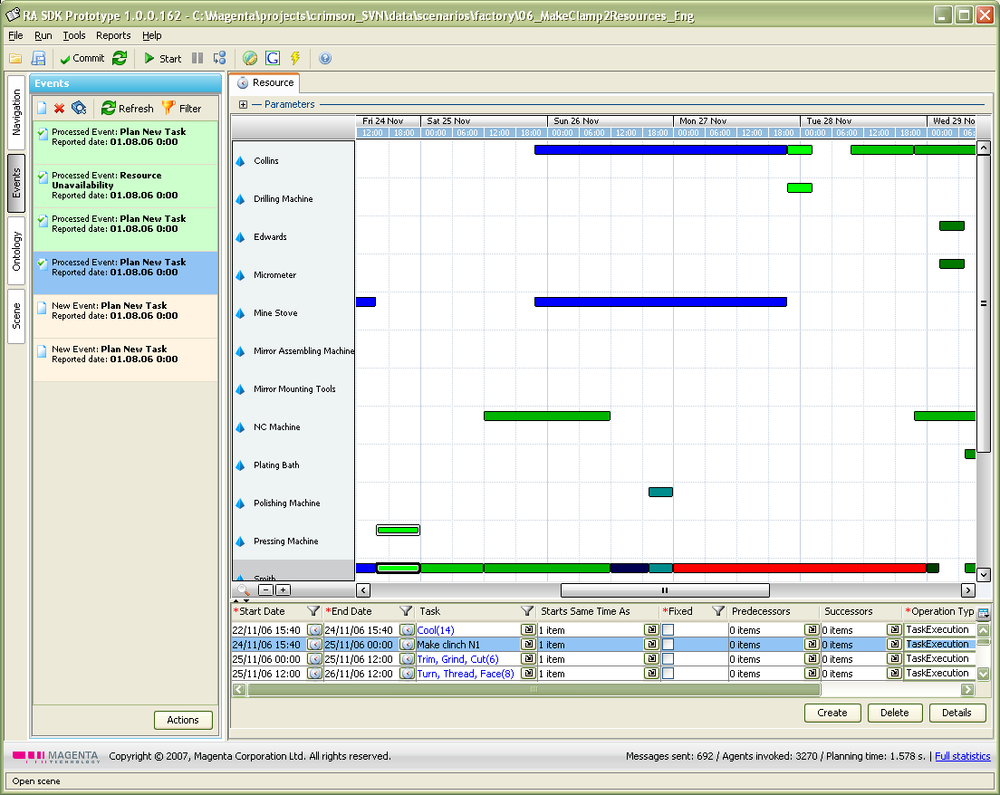 RA SDK Prototype 1.0.0.162 - C:\Magenta\projects\crimson_SVN\data\scenarios\factory\06_MakeClamp2Resources_Eng
File Run Tools Reports Help
Commit Start
Navigation
Events
Ontology
Scene
Events
Refresh Filter
Processed Event: Plan New Task
Reported date: 01.08.06 0:00
Processed Event: Resource
Unavailability
Reported date: 01.08.06 0:00
Processed Event: Plan New Task
Reported date: 01.08.06 0:00
Processed Event: Plan New Task
Reported date: 01.08.06 0:00
New Event: Plan New Task
Reported date: 01.08.06 0:00
New Event: Plan New Task
Reported date: 01.08.06 0:00
Actions
Resource
Parameters
Fri 24 Nov Sat 25 Nov Sun 26 Nov Mon 27 Nov Tue 28 Nov Wed 29 No
12:00 18:00 00:00 06:00 12:00 18:00 00:00 06:00 12:00 18:00 00:00 06:00 12:00 18:00 00:00 06:00 12:00 18:00 00:00 06:
Collins
Drilling Machine
Edwards
Micrometer
Mine Stove
Mirror Assembling Machine
Mirror Mounting Tools
NC Machine
Plating Bath
Polishing Machine
Pressing Machine
Smith
*Start Date *End Date Task Starts Same Time As *Fixed Predecessors Successors *Operation Typ
22/11/06 15:40 24/11/06 15:40 Cool(14) 1 item 0 items 0 items TaskExecution
24/11/06 15:40 25/11/06 00:00 Make clinch N1 1 item 0 items 0 items TaskExecution
25/11/06 00:00 25/11/06 12:00 Trim, Grind, Cut(6) 1 item 0 items 0 items TaskExecution
25/11/06 12:00 26/11/06 12:00 Turn, Thread, Face(8) 1 item 0 items 0 items TaskExecution
Create Delete Details
MAGENTA
TECHNOLOGY
Copyright © 2007, Magenta Corporation Ltd. All rights reserved.
Messages sent: 692 / Agents invoked: 3270 / Planning time: 1.578 s. | Full statistics
Open scene